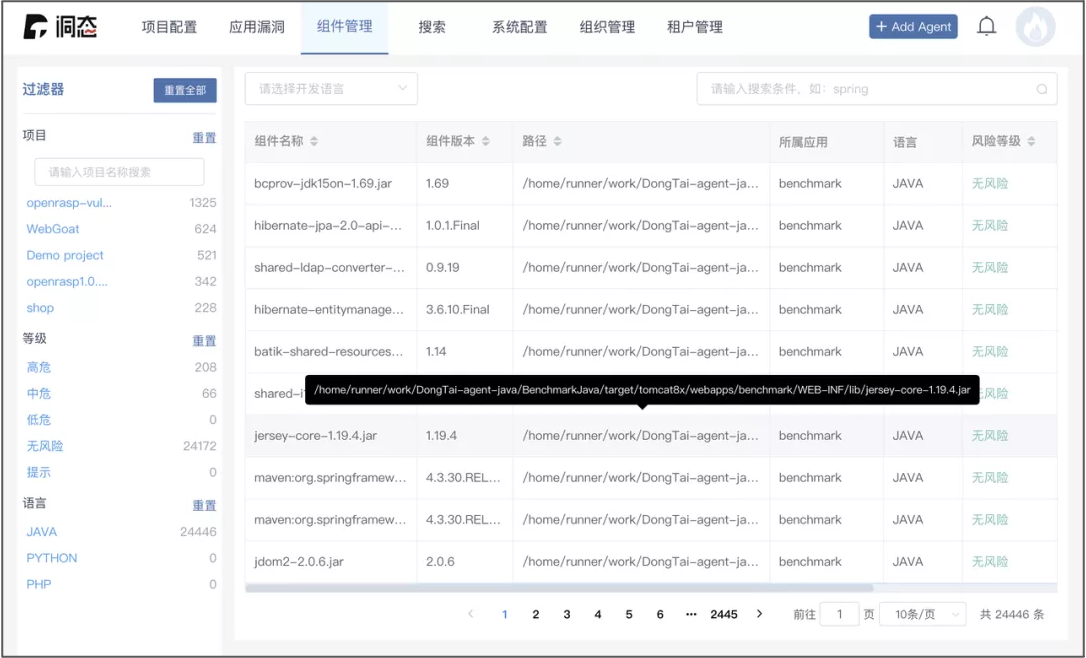 洞态 项目配置 应用漏洞 组件管理 搜索 系统配置 组织管理 租户管理 + Add Agent
过滤器 重置全部
项目 重置
请输入项目名称搜索
openrasp-vul... 1325
WebGoat 624
Demo project 521
openrasp1.0.... 342
shop 228
等级 重置
高危 208
中危 66
低危 0
无风险 24172
提示 0
语言 重置
JAVA 24446
PYTHON 0
PHP 0
请选择开发语言 请输入搜索条件，如：spring
组件名称 组件版本 路径 所属应用 语言 风险等级
bcprov-jdk15on-1.69.jar 1.69 /home/runner/work/DongTai-agent-ja... benchmark JAVA 无风险
hibernate-jpa-2.0-api-... 1.0.1.Final /home/runner/work/DongTai-agent-ja... benchmark JAVA 无风险
shared-ldap-converter-... 0.9.19 /home/runner/work/DongTai-agent-ja... benchmark JAVA 无风险
hibernate-entitymanage... 3.6.10.Final /home/runner/work/DongTai-agent-ja... benchmark JAVA 无风险
batik-shared-resources... 1.14 /home/runner/work/DongTai-agent-ja... benchmark JAVA 无风险
/home/runner/work/DongTai-agent-java/BenchmarkJava/target/tomcat8x/webapps/benchmark/WEB-INF/lib/jersey-core-1.19.4.jar
jersey-core-1.19.4.jar 1.19.4 /home/runner/work/DongTai-agent-ja... benchmark JAVA 无风险
maven:org.springframew... 4.3.30.REL... /home/runner/work/DongTai-agent-ja... benchmark JAVA 无风险
maven:org.springframew... 4.3.30.REL... /home/runner/work/DongTai-agent-ja... benchmark JAVA 无风险
jdom2-2.0.6.jar 2.0.6 /home/runner/work/DongTai-agent-ja... benchmark JAVA 无风险
1 2 3 4 5 6 ••• 2445 前往 1 页 10条/页 共 24446 条